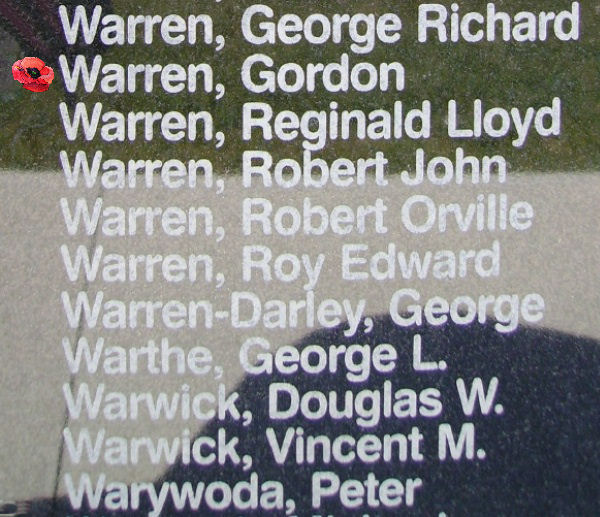 Warren, George Richard
Warren, Gordon
Warren, Reginald Lloyd
Warren, Robert John
Warren, Robert Orville
Warren, Roy Edward
Warren-Darley, George
Warthe, George L.
Warwick, Douglas W.
Warwick, Vincent M.
Warywoda, Peter